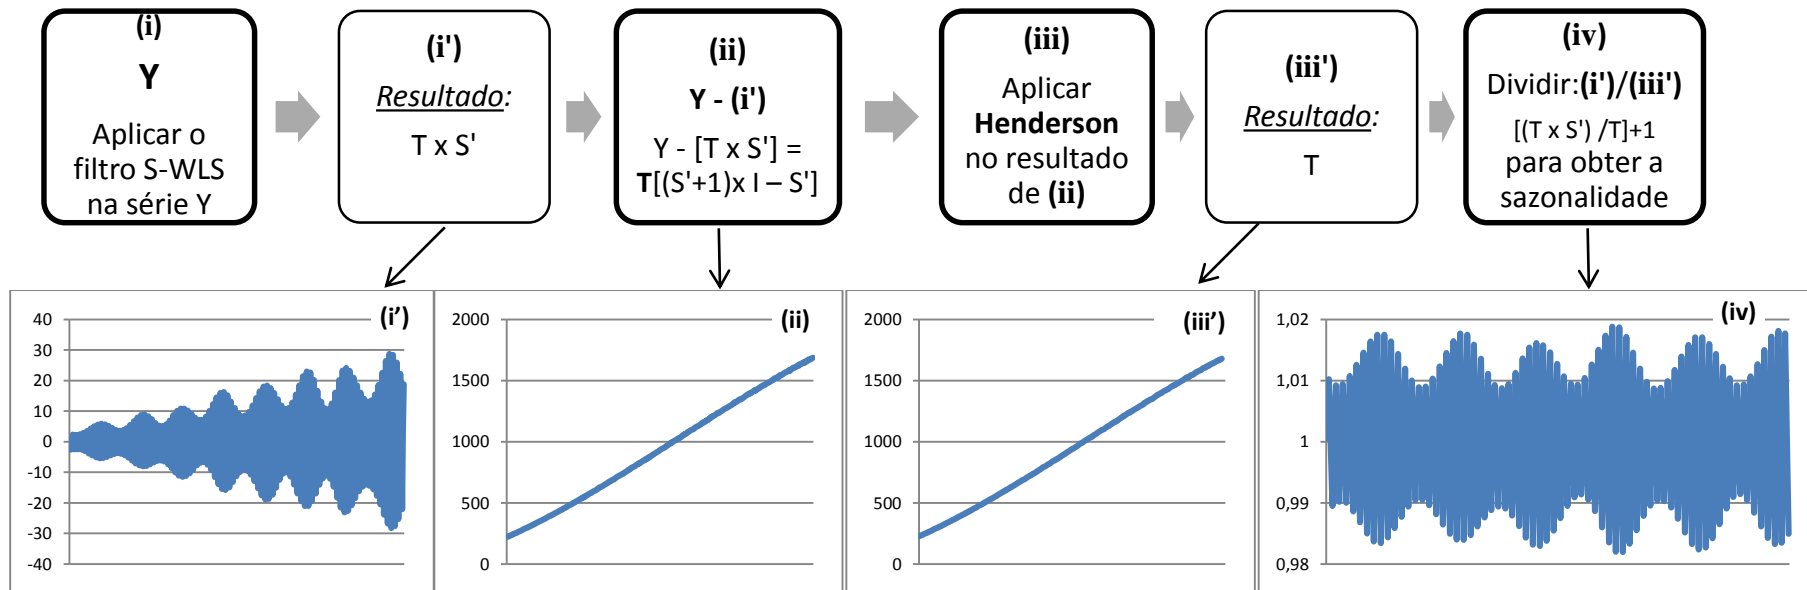 (i)
Y
Aplicar o
filtro S-WLS
na série Y
(i')
Resultado:
T x S'
(ii)
Y - (i')
Y - [T x S'] =
T[(S'+1)x I – S']
(iii)
Aplicar
Henderson
no resultado
de (ii)
(iii')
Resultado:
T
(iv)
Dividir:(i')/(iii')
[(T x S') /T]+1
para obter a
sazonalidade
(i’)
40
30
20
10
0
-10
-20
-30
-40
(ii)
2000
1500
1000
500
0
(iii’)
2000
1500
1000
500
0
(iv)
1,02
1,01
1
0,99
0,98